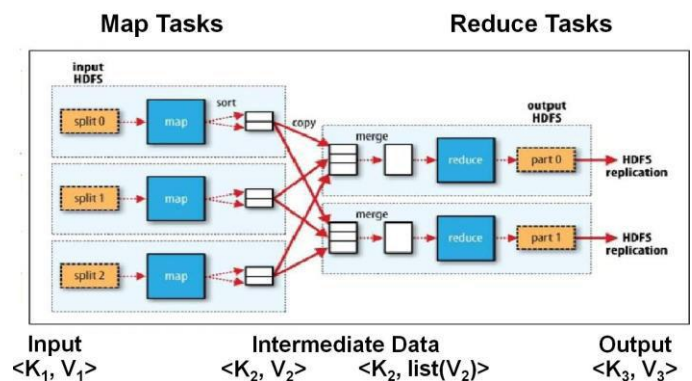 Map Tasks
Reduce Tasks
input
HDFS
split 0
map
sort
copy
split 1
map
split 2
map
output
HDFS
merge
reduce
part 0
HDFS
replication
merge
reduce
part 1
HDFS
replication
Input
<K₁, V₁>
Intermediate Data
<K₂, V₂>
<K₂, list(V₂)>
Output
<K₃, V₃>